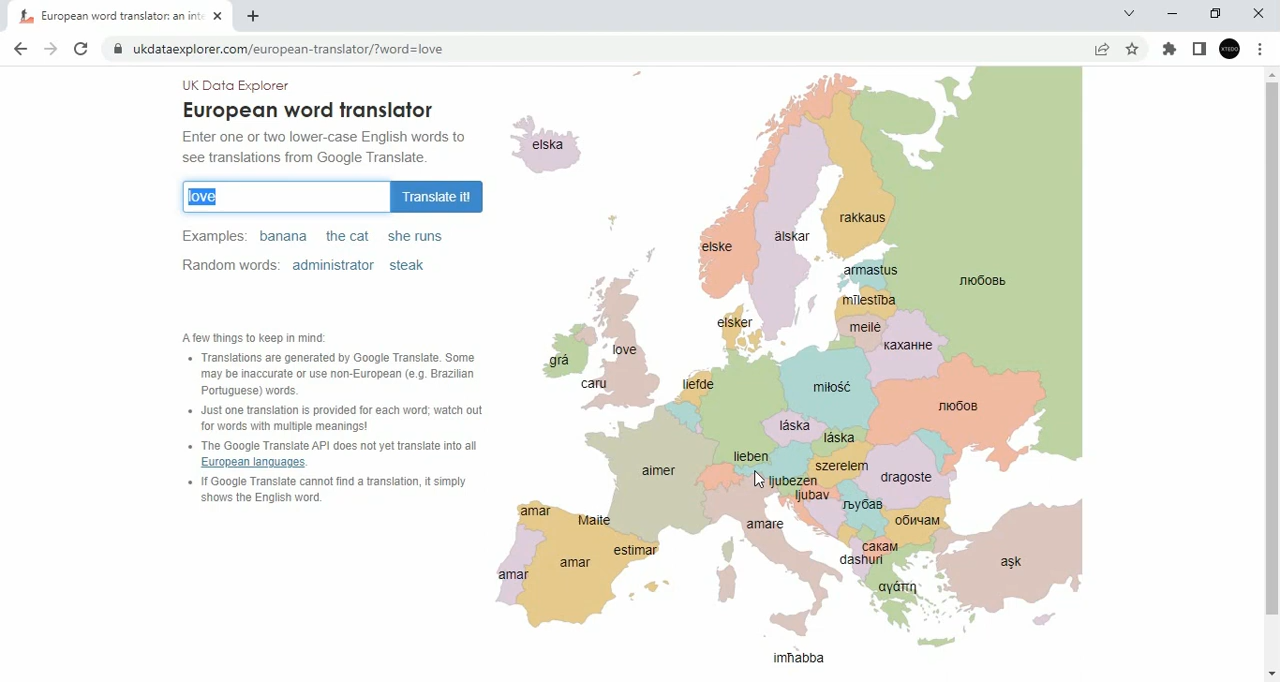 European word translator: an inte
ukdataexplorer.com/european-translator/?word=love
XTEDO
UK Data Explorer
European word translator
Enter one or two lower-case English words to
see translations from Google Translate.
love
Translate it!
Examples: banana the cat she runs
Random words: administrator steak
A few things to keep in mind:
Translations are generated by Google Translate. Some
may be inaccurate or use non-European (e.g. Brazilian
Portuguese) words.
Just one translation is provided for each word; watch out
for words with multiple meanings!
The Google Translate API does not yet translate into all
European languages.
If Google Translate cannot find a translation, it simply
shows the English word.
elska
rakkaus
älskar
elske
armastus
любовь
mīlestība
elsker
meilė
каханне
love
grá
caru
liefde
miłość
любов
láska
láska
lieben
szerelem
aimer
dragoste
ljubezen
ljubav
љубав
amar
Maite
amare
обичам
estimar
сакам
dashuri
amar
amar
aşk
αγάπη
imħabba